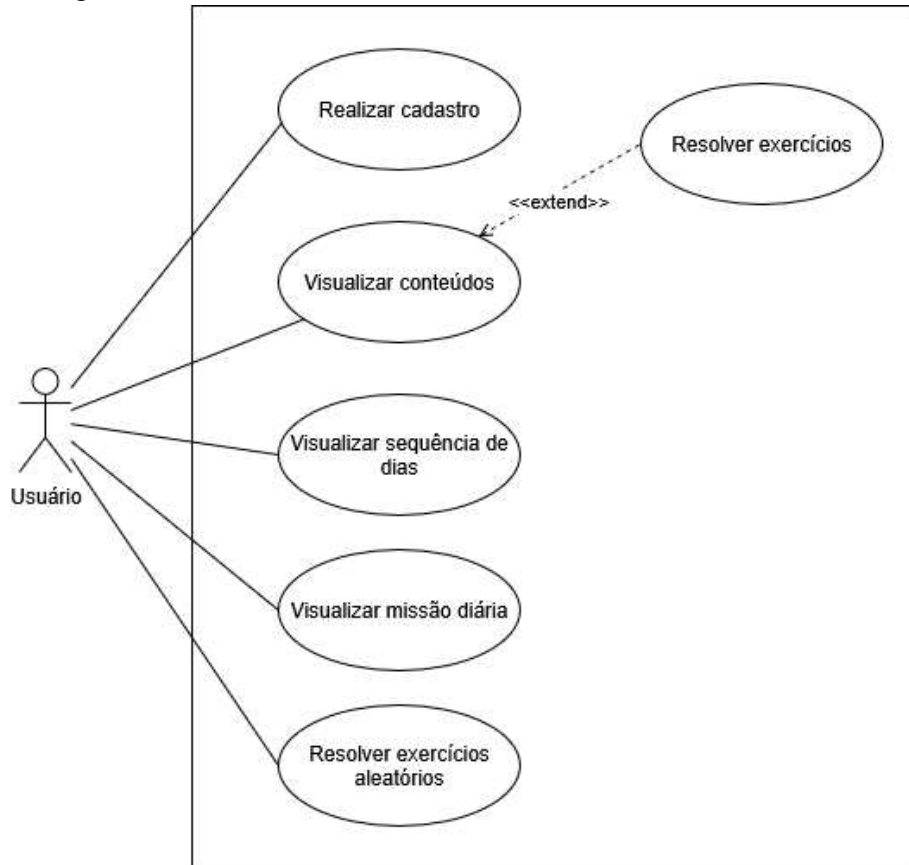 Realizar cadastro
Resolver exercícios
<<extend>>
Visualizar conteúdos
Visualizar sequência de
dias
Usuário
Visualizar missão diária
Resolver exercícios
aleatórios